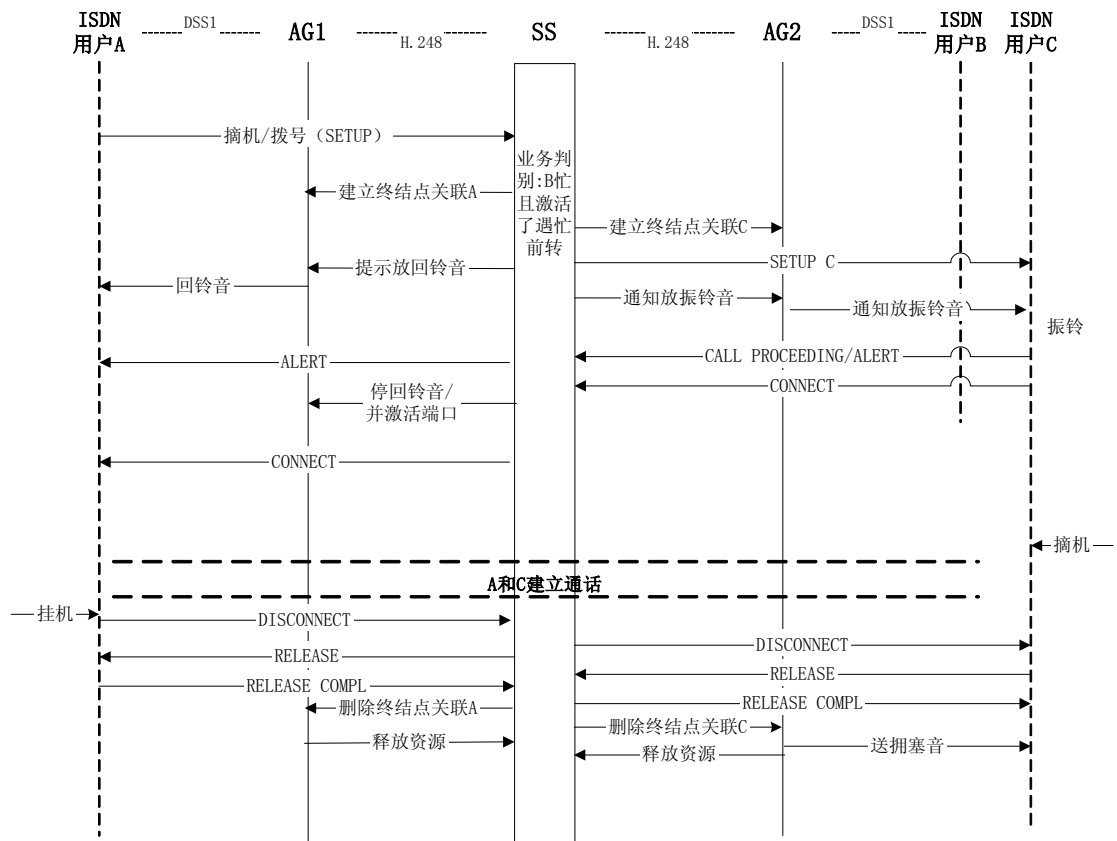 ISDN
用户A
DSS1
AG1
H.248
SS
H.248
AG2
DSS1
ISDN
用户B
ISDN
用户C
摘机/拨号（SETUP）
业务判
别:B忙
且激活
了遇忙
前转
建立终结点关联A
建立终结点关联C
SETUP C
提示放回铃音
回铃音
通知放振铃音
通知放振铃音
振铃
CALL PROCEEDING/ALERT
ALERT
CONNECT
停回铃音/
并激活端口
CONNECT
摘机
A和C建立通话
挂机
DISCONNECT
DISCONNECT
RELEASE
RELEASE
RELEASE COMPL
RELEASE COMPL
删除终结点关联A
删除终结点关联C
释放资源
释放资源
送拥塞音